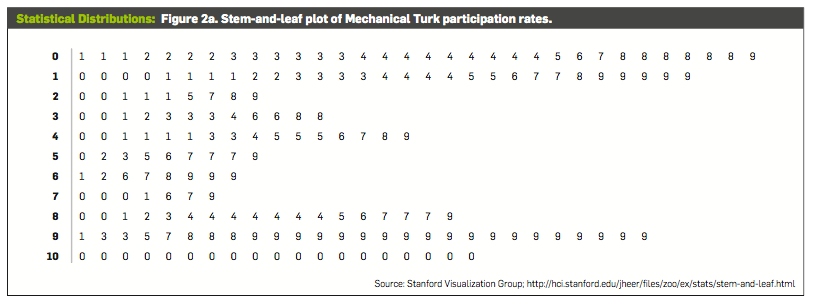 Statistical Distributions: Figure 2a. Stem-and-leaf plot of Mechanical Turk participation rates.
0 1 1 1 2 2 2 2 3 3 3 3 3 3 4 4 4 4 4 4 4 4 4 5 6 7 8 8 8 8 8 8 9
1 0 0 0 0 1 1 1 1 2 2 3 3 3 3 4 4 4 4 5 5 6 7 7 8 9 9 9 9 9
2 0 0 1 1 1 5 7 8 9
3 0 0 1 2 3 3 3 4 6 6 8 8
4 0 0 1 1 1 1 3 3 4 5 5 5 6 7 8 9
5 0 2 3 5 6 7 7 7 9
6 1 2 6 7 8 9 9 9
7 0 0 0 1 6 7 9
8 0 0 1 2 3 4 4 4 4 4 4 4 5 6 7 7 7 9
9 1 3 3 5 7 8 8 8 9 9 9 9 9 9 9 9 9 9 9 9 9 9 9 9 9 9 9
10 0 0 0 0 0 0 0 0 0 0 0 0 0 0 0 0 0 0 0
Source: Stanford Visualization Group; http://hci.stanford.edu/jheer/files/zoo/ex/stats/stem-and-leaf.html